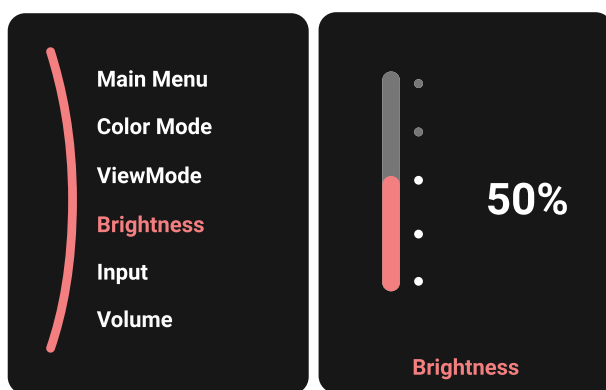 Main Menu
Color Mode
ViewMode
Brightness
Input
Volume
50%
Brightness